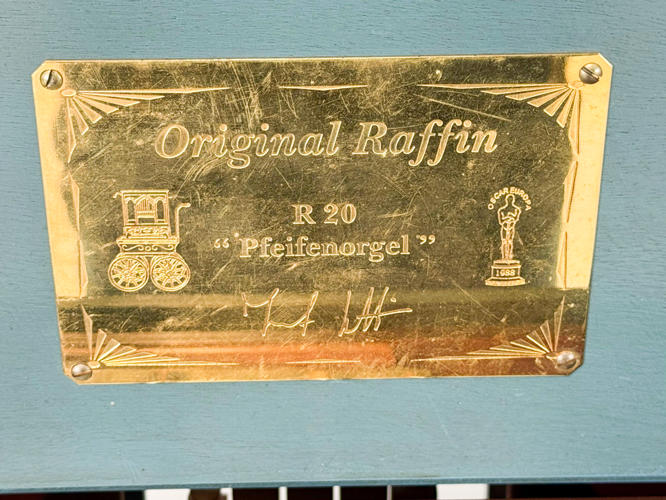 Original Raffin
R 20
“Pfeifenorgel”
OSCAR EUROPA
1988